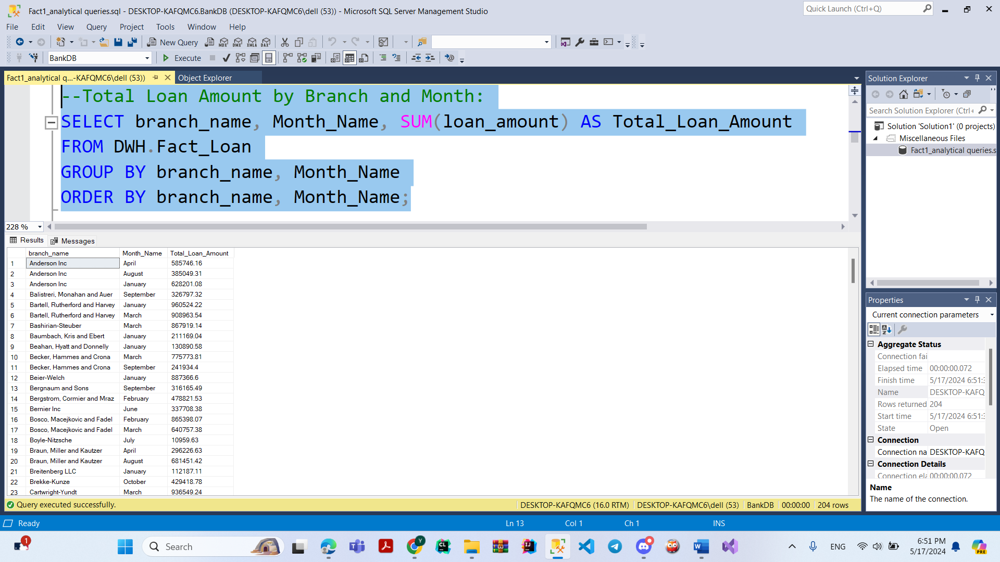 Fact1_analytical queries.sql - DESKTOP-KAFQMC6.BankDB (DESKTOP-KAFQMC6\dell (53)) - Microsoft SQL Server Management Studio
Quick Launch (Ctrl+Q)
File Edit View Query Project Tools Window Help
New Query
MDX DMX XMLA DAX
BankDB
Execute
Fact1_analytical q...-KAFQMC6\dell (53))
Object Explorer
--Total Loan Amount by Branch and Month:
SELECT branch_name, Month_Name, SUM(loan_amount) AS Total_Loan_Amount
FROM DWH.Fact_Loan
GROUP BY branch_name, Month_Name
ORDER BY branch_name, Month_Name;
228 %
Results Messages
branch_name Month_Name Total_Loan_Amount
1 Anderson Inc April 585746.16
2 Anderson Inc August 385049.31
3 Anderson Inc January 628201.08
4 Balistreri, Monahan and Auer September 326797.32
5 Bartell, Rutherford and Harvey January 960524.22
6 Bartell, Rutherford and Harvey March 908963.54
7 Bashirian-Steuber March 867919.14
8 Baumbach, Kris and Ebert January 211169.04
9 Beahan, Hyatt and Donnelly January 130890.58
10 Becker, Hammes and Crona March 775773.81
11 Becker, Hammes and Crona September 241934.4
12 Beier-Welch January 887366.6
13 Bergnaum and Sons September 316165.49
14 Bergstrom, Cormier and Mraz February 478821.53
15 Bernier Inc June 337708.38
16 Bosco, Macejkovic and Fadel February 865398.07
17 Bosco, Macejkovic and Fadel March 640757.38
18 Boyle-Nitzsche July 10959.63
19 Braun, Miller and Kautzer April 296226.63
20 Braun, Miller and Kautzer August 681451.42
21 Breitenberg LLC January 112187.11
22 Brekke-Kunze October 429418.78
23 Cartwright-Yundt March 936549.24
Query executed successfully.
DESKTOP-KAFQMC6 (16.0 RTM) DESKTOP-KAFQMC6\dell (53) BankDB 00:00:00 204 rows
Solution Explorer
Search Solution Explorer (Ctrl+
Solution 'Solution1' (0 projects)
Miscellaneous Files
Fact1_analytical queries.s
Properties
Current connection parameters
Aggregate Status
Connection fai
Elapsed time 00:00:00.072
Finish time 5/17/2024 6:51:3
Name DESKTOP-KAFQ
Rows returned 204
Start time 5/17/2024 6:51:3
State Open
Connection
Connection na DESKTOP-KAFQ
Connection Details
Connection ela 00:00:00.072
Name
The name of the connection.
Ready
Ln 13 Col 1 Ch 1 INS
1
Search
ENG
6:51 PM
5/17/2024
PRE